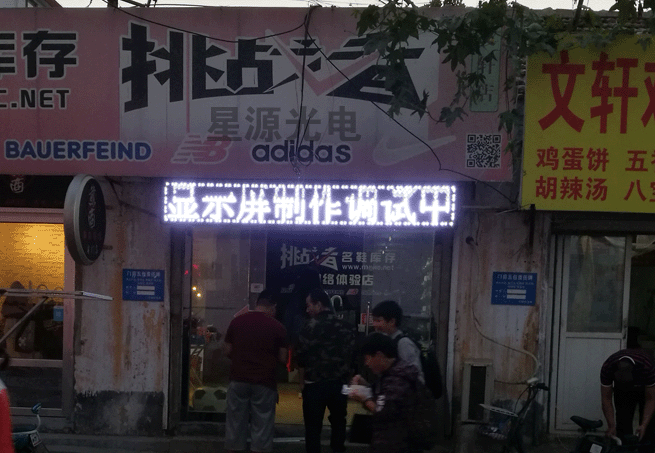 库存
挑战者
C.NET
星源光电
BAUERFEIND
adidas
文轩
鸡蛋饼 五
胡辣汤 八
显示屏制作调试中
挑战者 名鞋库存
络体验店